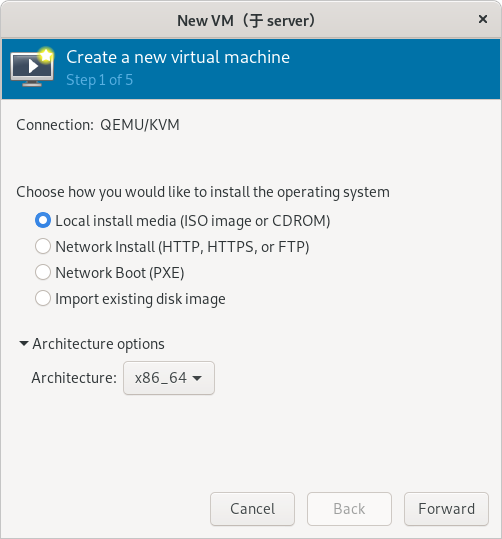 New VM（于 server）
Create a new virtual machine
Step 1 of 5
Connection: QEMU/KVM
Choose how you would like to install the operating system
Local install media (ISO image or CDROM)
Network Install (HTTP, HTTPS, or FTP)
Network Boot (PXE)
Import existing disk image
Architecture options
Architecture: x86_64
Cancel Back Forward